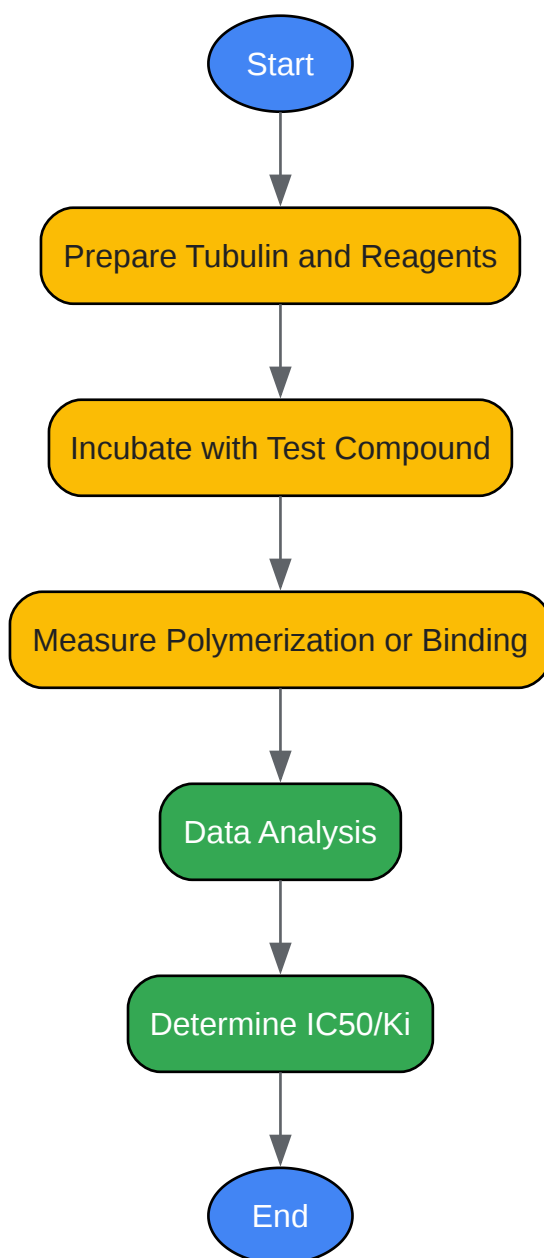 Start
Prepare Tubulin and Reagents
Incubate with Test Compound
Measure Polymerization or Binding
Data Analysis
Determine IC50/Ki
End